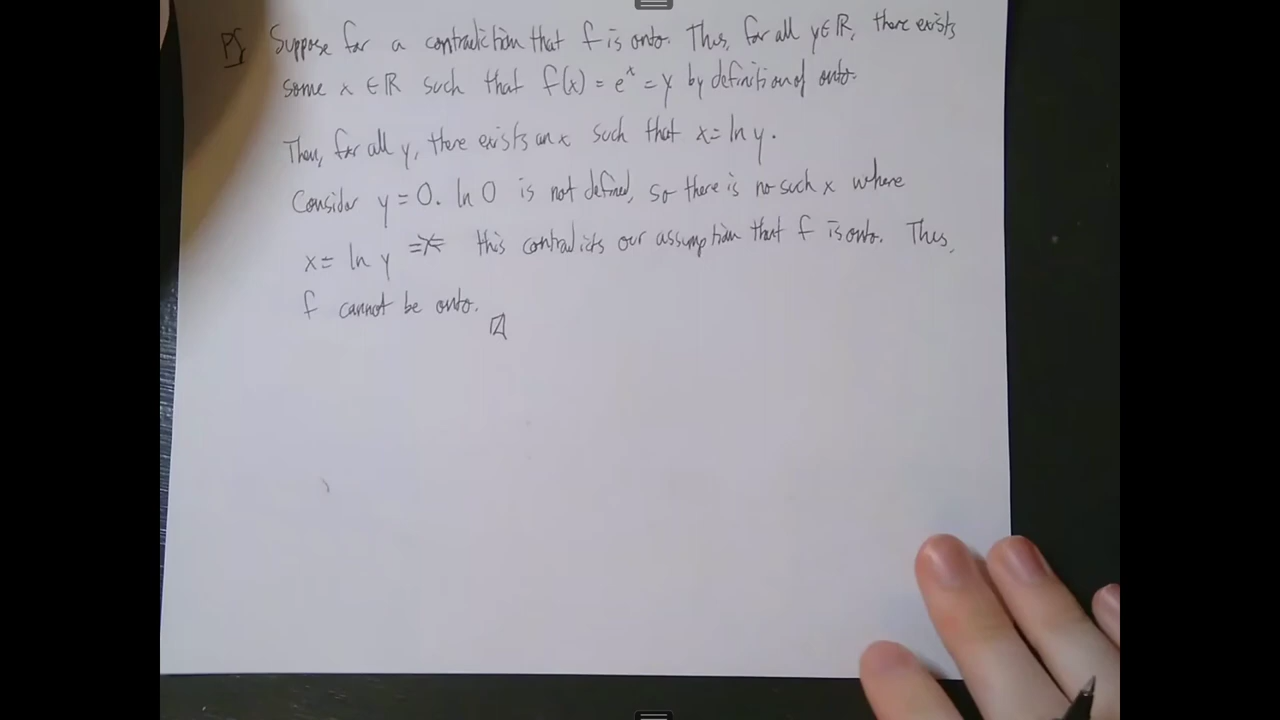 Pf Suppose for a contradiction that f is onto. Thus, for all y∈ℝ, there exists
some x ∈ℝ such that f(x) = eˣ = y by definition of onto.
Then, for all y, there exists an x such that x = ln y.
Consider y = 0. ln 0 is not defined, so there is no such x where
x = ln y =><= this contradicts our assumption that f is onto. Thus,
f cannot be onto.